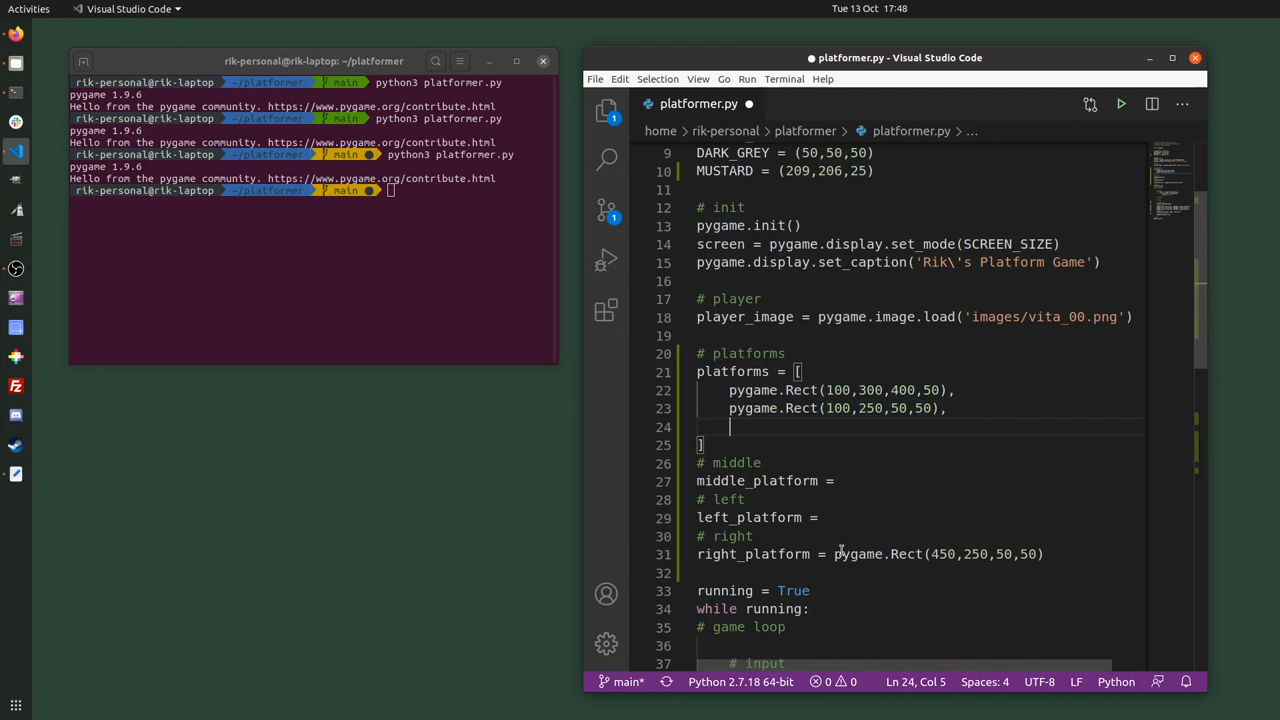 Activities
Visual Studio Code
Tue 13 Oct 17:48
rik-personal@rik-laptop: ~/platformer
rik-personal@rik-laptop ~/platformer main python3 platformer.py
pygame 1.9.6
Hello from the pygame community. https://www.pygame.org/contribute.html
rik-personal@rik-laptop ~/platformer main python3 platformer.py
pygame 1.9.6
Hello from the pygame community. https://www.pygame.org/contribute.html
rik-personal@rik-laptop ~/platformer main ● python3 platformer.py
pygame 1.9.6
Hello from the pygame community. https://www.pygame.org/contribute.html
rik-personal@rik-laptop ~/platformer main ●
● platformer.py - Visual Studio Code
File Edit Selection View Go Run Terminal Help
platformer.py ●
home › rik-personal › platformer › platformer.py › …
9 DARK_GREY = (50,50,50)
10 MUSTARD = (209,206,25)
11
12 # init
13 pygame.init()
14 screen = pygame.display.set_mode(SCREEN_SIZE)
15 pygame.display.set_caption('Rik\'s Platform Game')
16
17 # player
18 player_image = pygame.image.load('images/vita_00.png')
19
20 # platforms
21 platforms = [
22     pygame.Rect(100,300,400,50),
23     pygame.Rect(100,250,50,50),
24
25 ]
26 # middle
27 middle_platform =
28 # left
29 left_platform =
30 # right
31 right_platform = pygame.Rect(450,250,50,50)
32
33 running = True
34 while running:
35 # game loop
36
37     # input
1
1
main* Python 2.7.18 64-bit 0 0 Ln 24, Col 5 Spaces: 4 UTF-8 LF Python